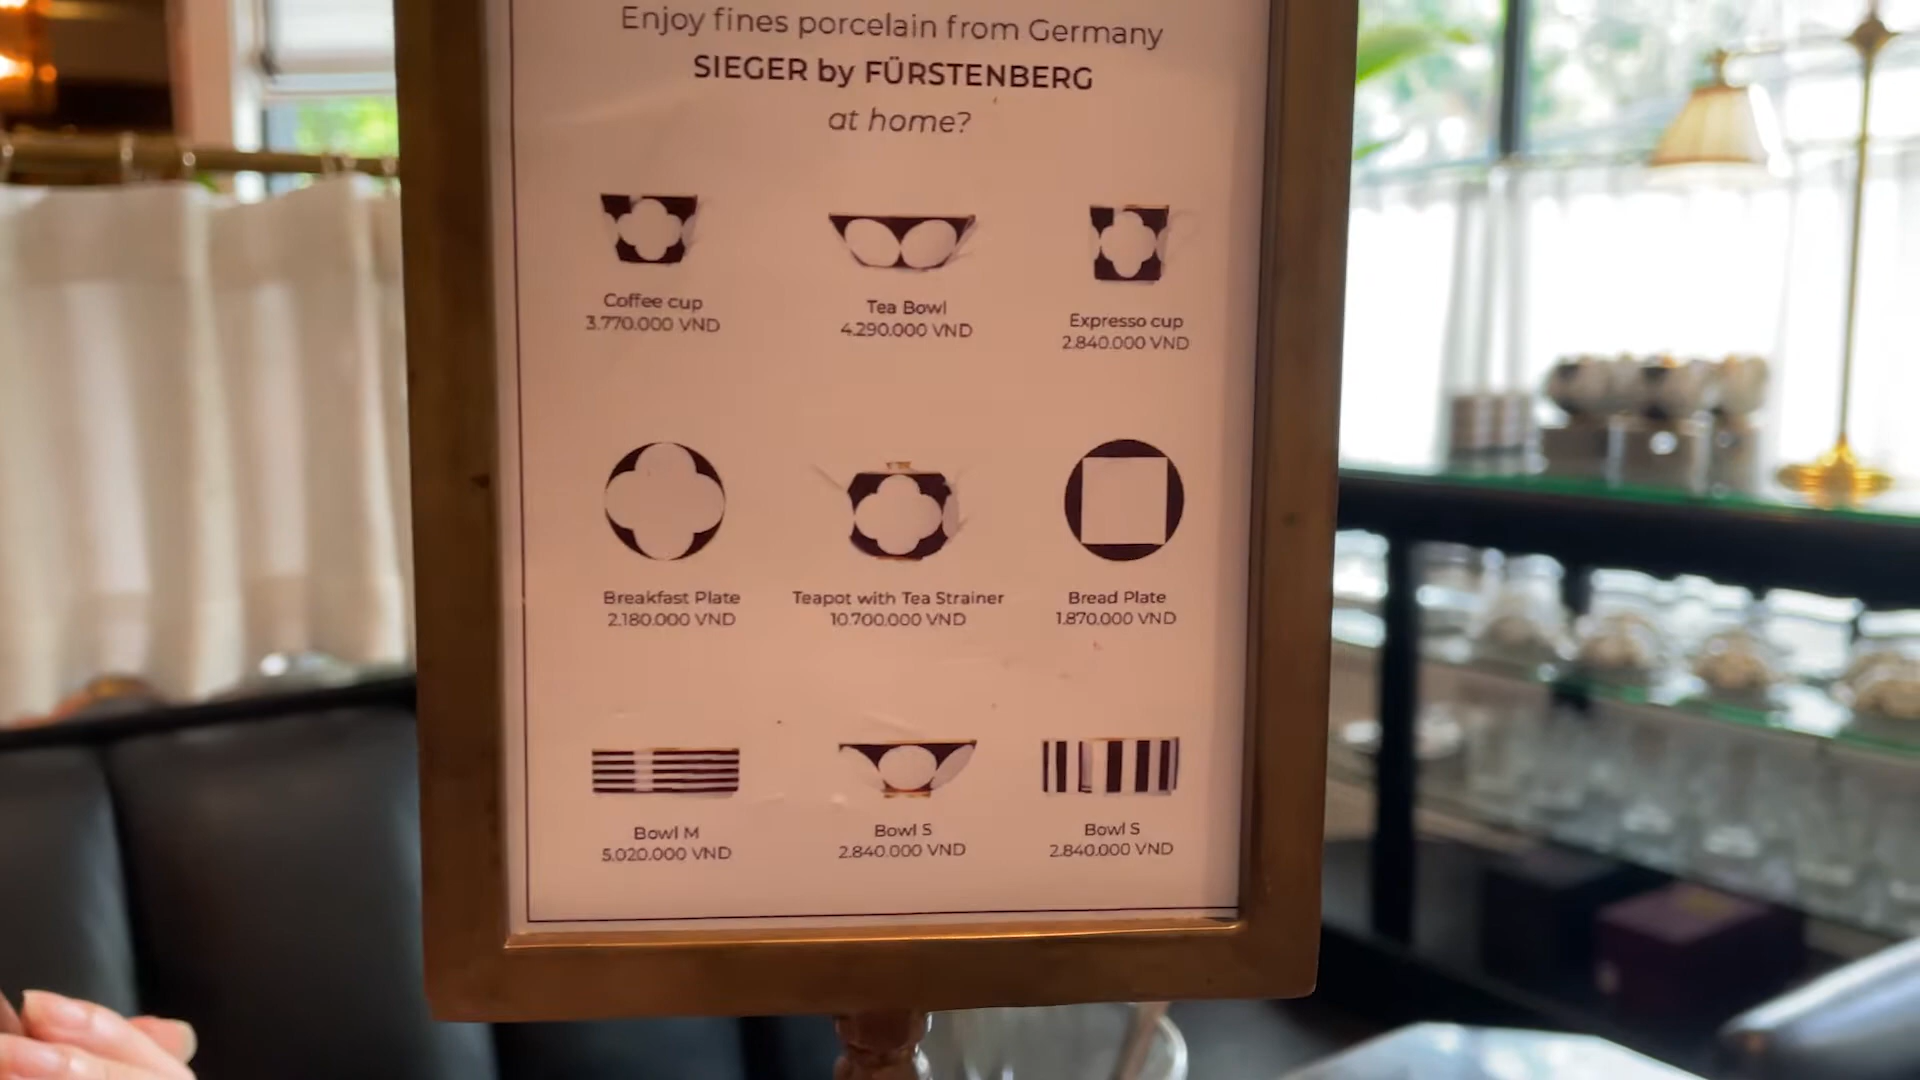 Enjoy fines porcelain from Germany
SIEGER by FÜRSTENBERG
at home?
Coffee cup
3.770.000 VND
Tea Bowl
4.290.000 VND
Expresso cup
2.840.000 VND
Breakfast Plate
2.180.000 VND
Teapot with Tea Strainer
10.700.000 VND
Bread Plate
1.870.000 VND
Bowl M
5.020.000 VND
Bowl S
2.840.000 VND
Bowl S
2.840.000 VND